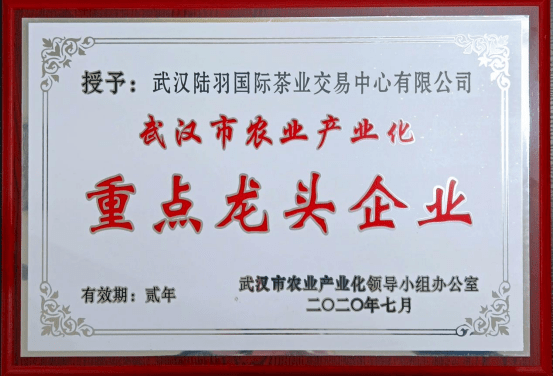 授予：武汉陆羽国际茶业交易中心有限公司
武汉市农业产业化
重点龙头企业
有效期：贰年
武汉市农业产业化领导小组办公室
二〇二〇年七月